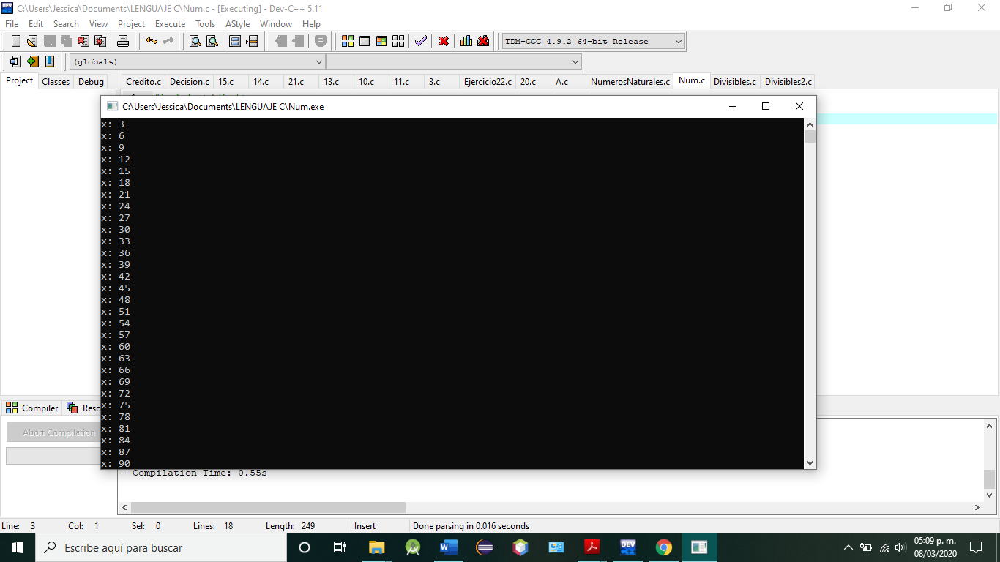 C:\Users\Jessica\Documents\LENGUAJE C\Num.c - [Executing] - Dev-C++ 5.11
File Edit Search View Project Execute Tools AStyle Window Help
TDM-GCC 4.9.2 64-bit Release
(globals)
Project Classes Debug Credito.c Decision.c 15.c 14.c 21.c 13.c 10.c 11.c 3.c Ejercicio22.c 20.c A.c NumerosNaturales.c Num.c Divisibles.c Divisibles2.c
C:\Users\Jessica\Documents\LENGUAJE C\Num.exe
x: 3
x: 6
x: 9
x: 12
x: 15
x: 18
x: 21
x: 24
x: 27
x: 30
x: 33
x: 36
x: 39
x: 42
x: 45
x: 48
x: 51
x: 54
x: 57
x: 60
x: 63
x: 66
x: 69
x: 72
x: 75
x: 78
x: 81
x: 84
x: 87
x: 90
Compiler Reso
Abort Compilation
- Compilation Time: 0.55s
Line: 3 Col: 1 Sel: 0 Lines: 18 Length: 249 Insert Done parsing in 0.016 seconds
Escribe aquí para buscar
DEV
05:09 p. m.
08/03/2020